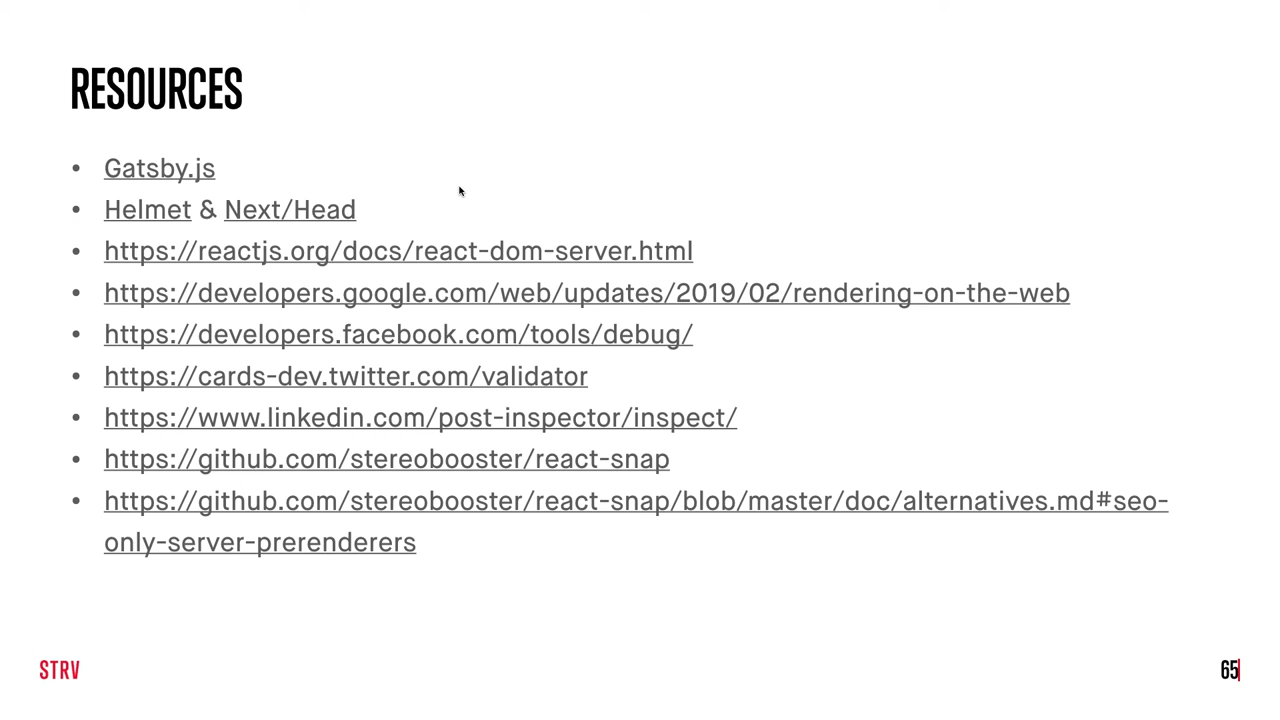 RESOURCES
• Gatsby.js
• Helmet & Next/Head
• https://reactjs.org/docs/react-dom-server.html
• https://developers.google.com/web/updates/2019/02/rendering-on-the-web
• https://developers.facebook.com/tools/debug/
• https://cards-dev.twitter.com/validator
• https://www.linkedin.com/post-inspector/inspect/
• https://github.com/stereobooster/react-snap
• https://github.com/stereobooster/react-snap/blob/master/doc/alternatives.md#seo-
only-server-prerenderers
STRV
65